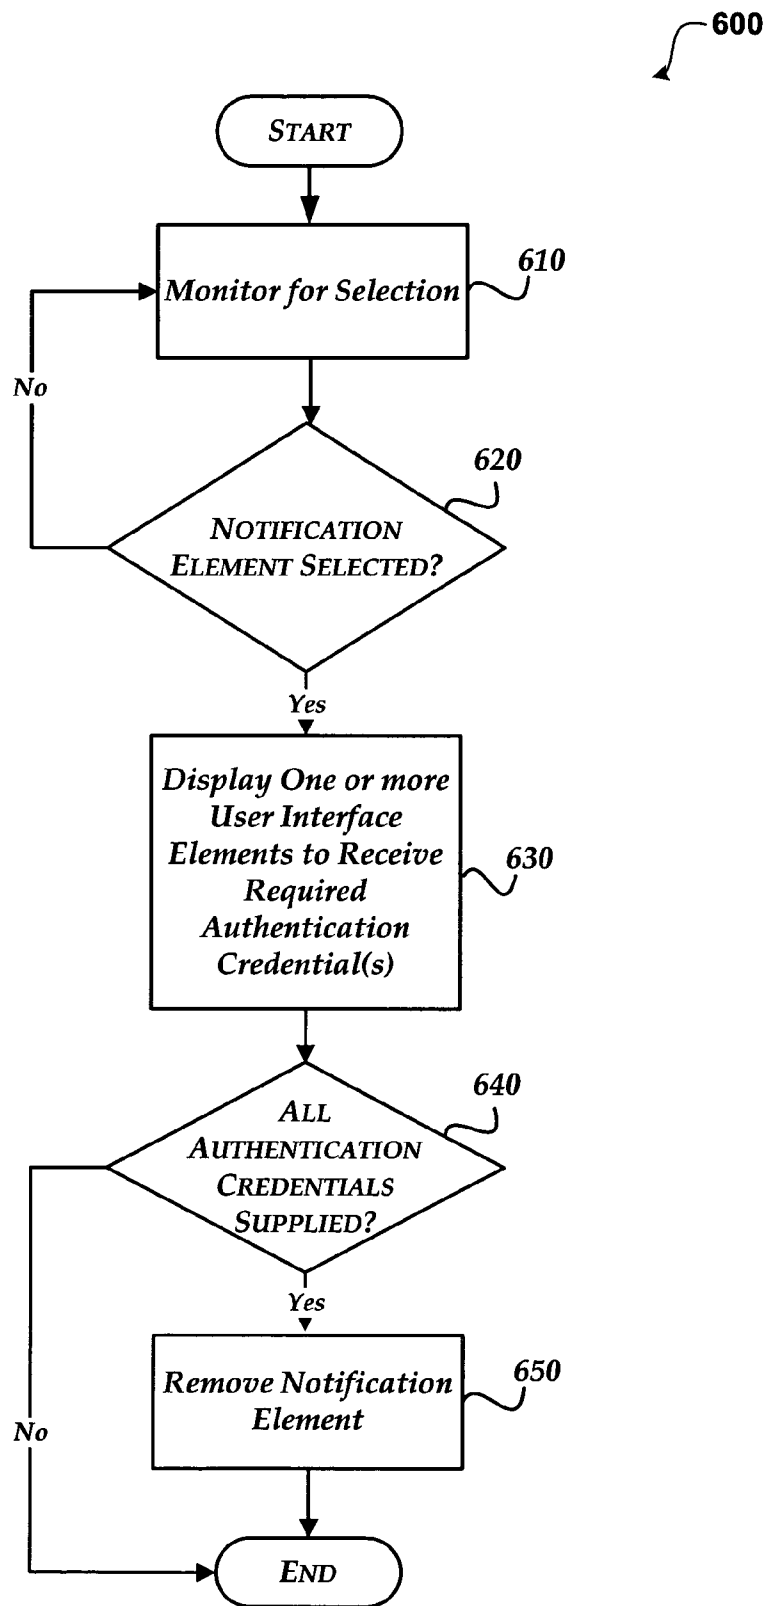 600
START
Monitor for Selection
610
No
620
NOTIFICATION
ELEMENT SELECTED?
Yes
Display One or more
User Interface
Elements to Receive
Required
Authentication
Credential(s)
630
640
ALL
AUTHENTICATION
CREDENTIALS
SUPPLIED?
Yes
Remove Notification
Element
650
No
END